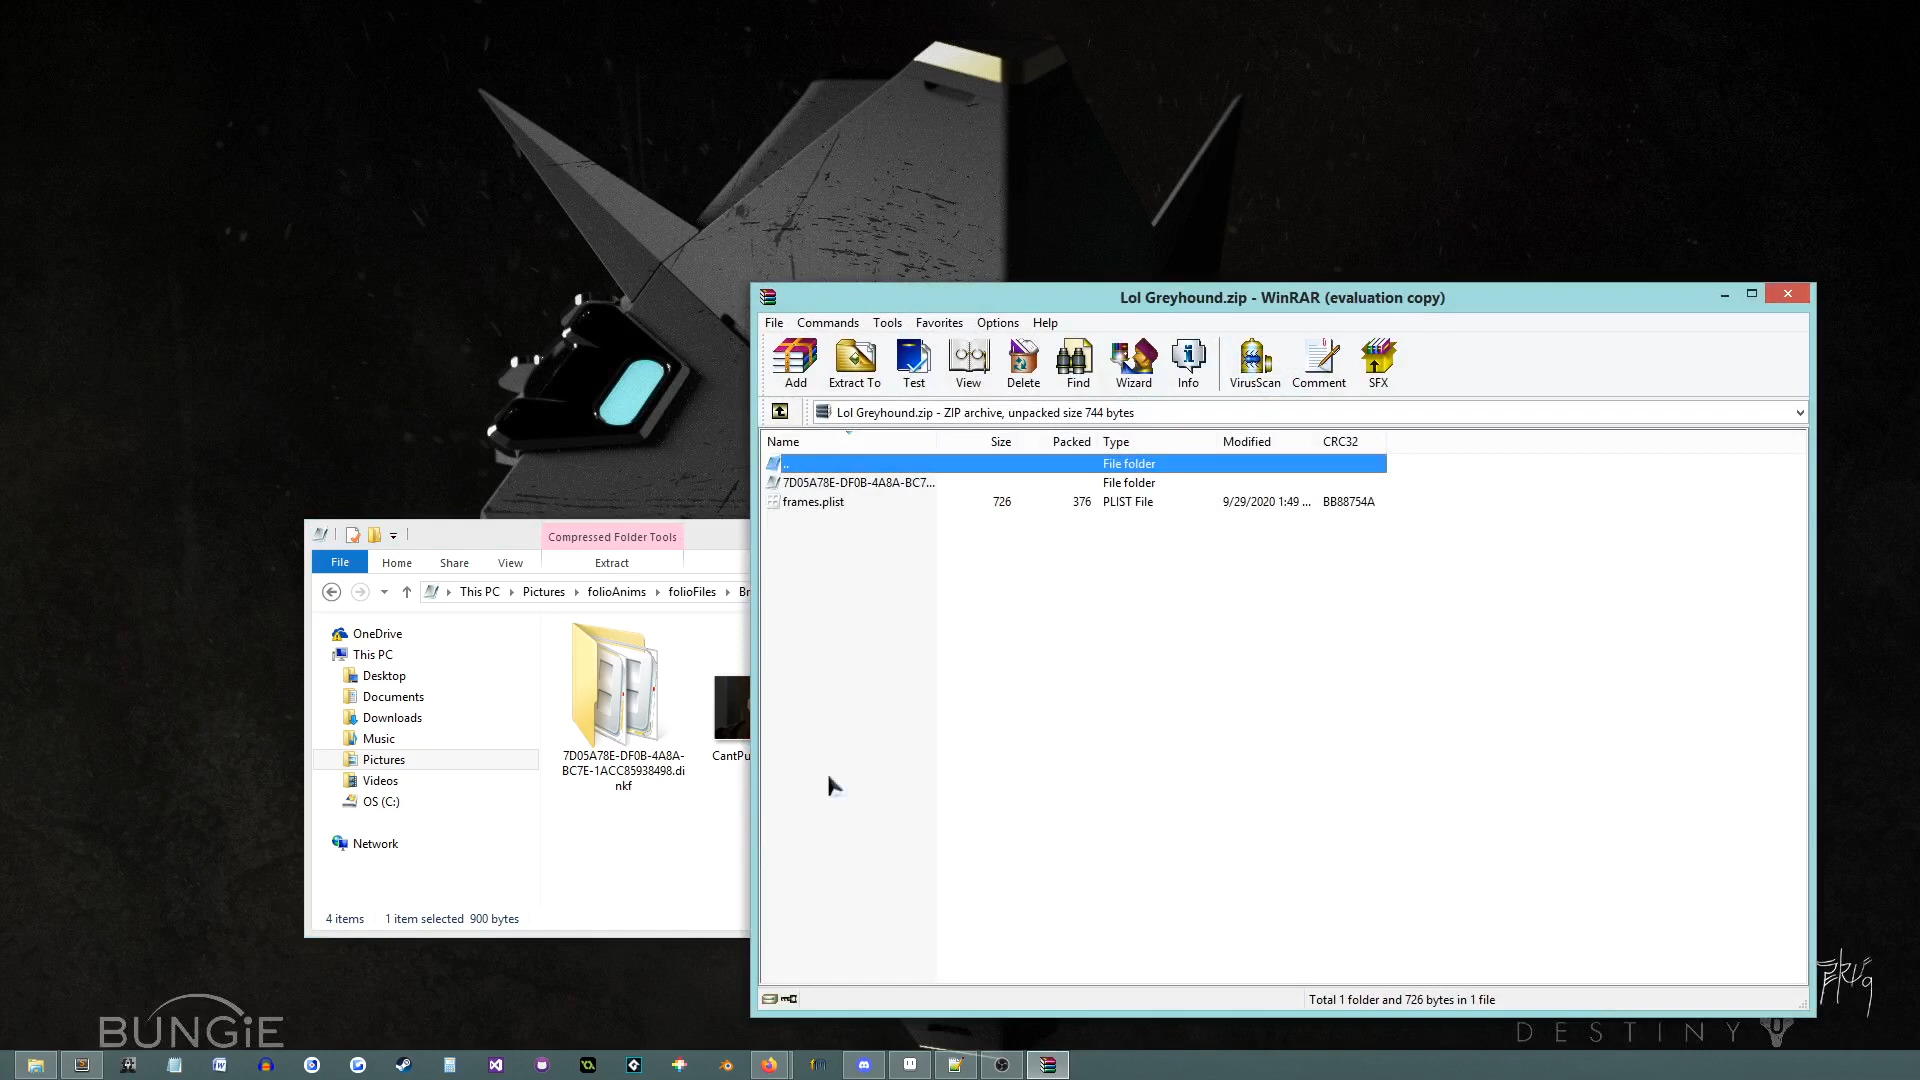 Lol Greyhound.zip - WinRAR (evaluation copy)
File Commands Tools Favorites Options Help
Add Extract To Test View Delete Find Wizard Info VirusScan Comment SFX
Lol Greyhound.zip - ZIP archive, unpacked size 744 bytes
Name Size Packed Type Modified CRC32
.. File folder
7D05A78E-DF0B-4A8A-BC7... File folder
frames.plist 726 376 PLIST File 9/29/2020 1:49 ... BB88754A
Total 1 folder and 726 bytes in 1 file
Compressed Folder Tools
File Home Share View Extract
This PC Pictures folioAnims folioFiles Br
OneDrive
This PC
Desktop
Documents
Downloads
Music
Pictures
Videos
OS (C:)
Network
7D05A78E-DF0B-4A8A-
BC7E-1ACC85938498.di
nkf
CantPu
4 items 1 item selected 900 bytes
BUNGiE
DESTINY